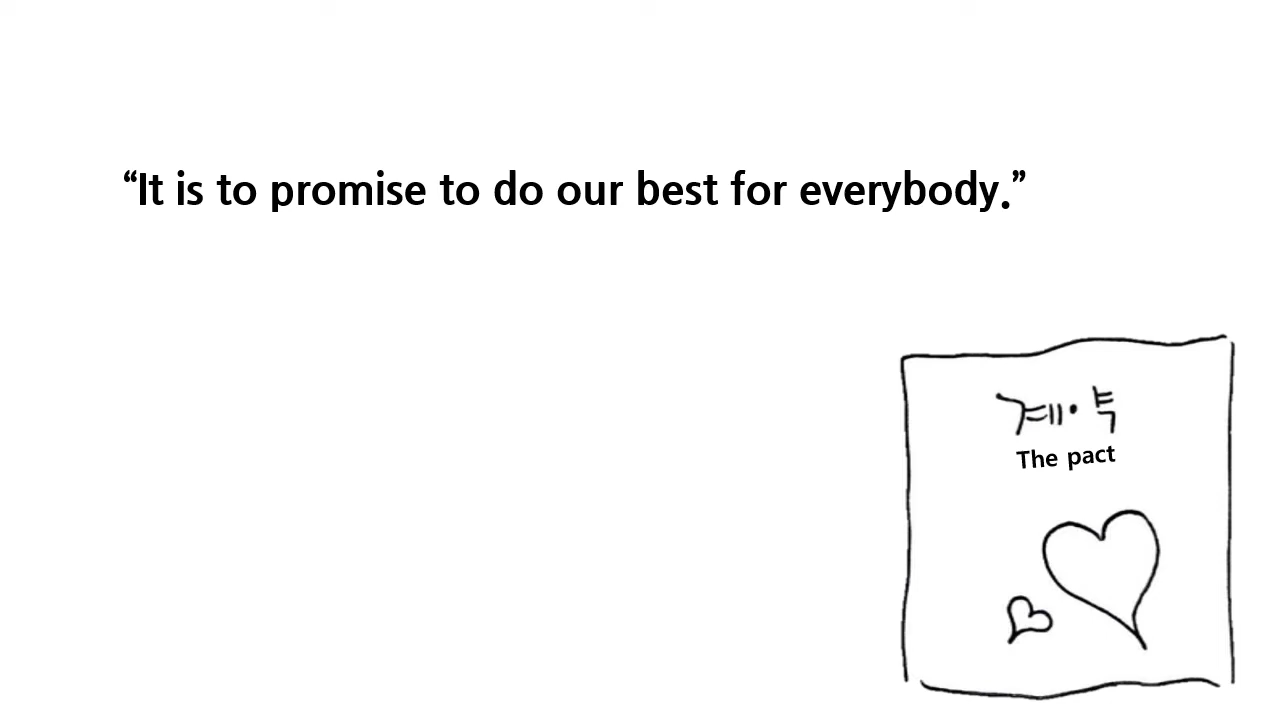 “It is to promise to do our best for everybody.”
계약
The pact